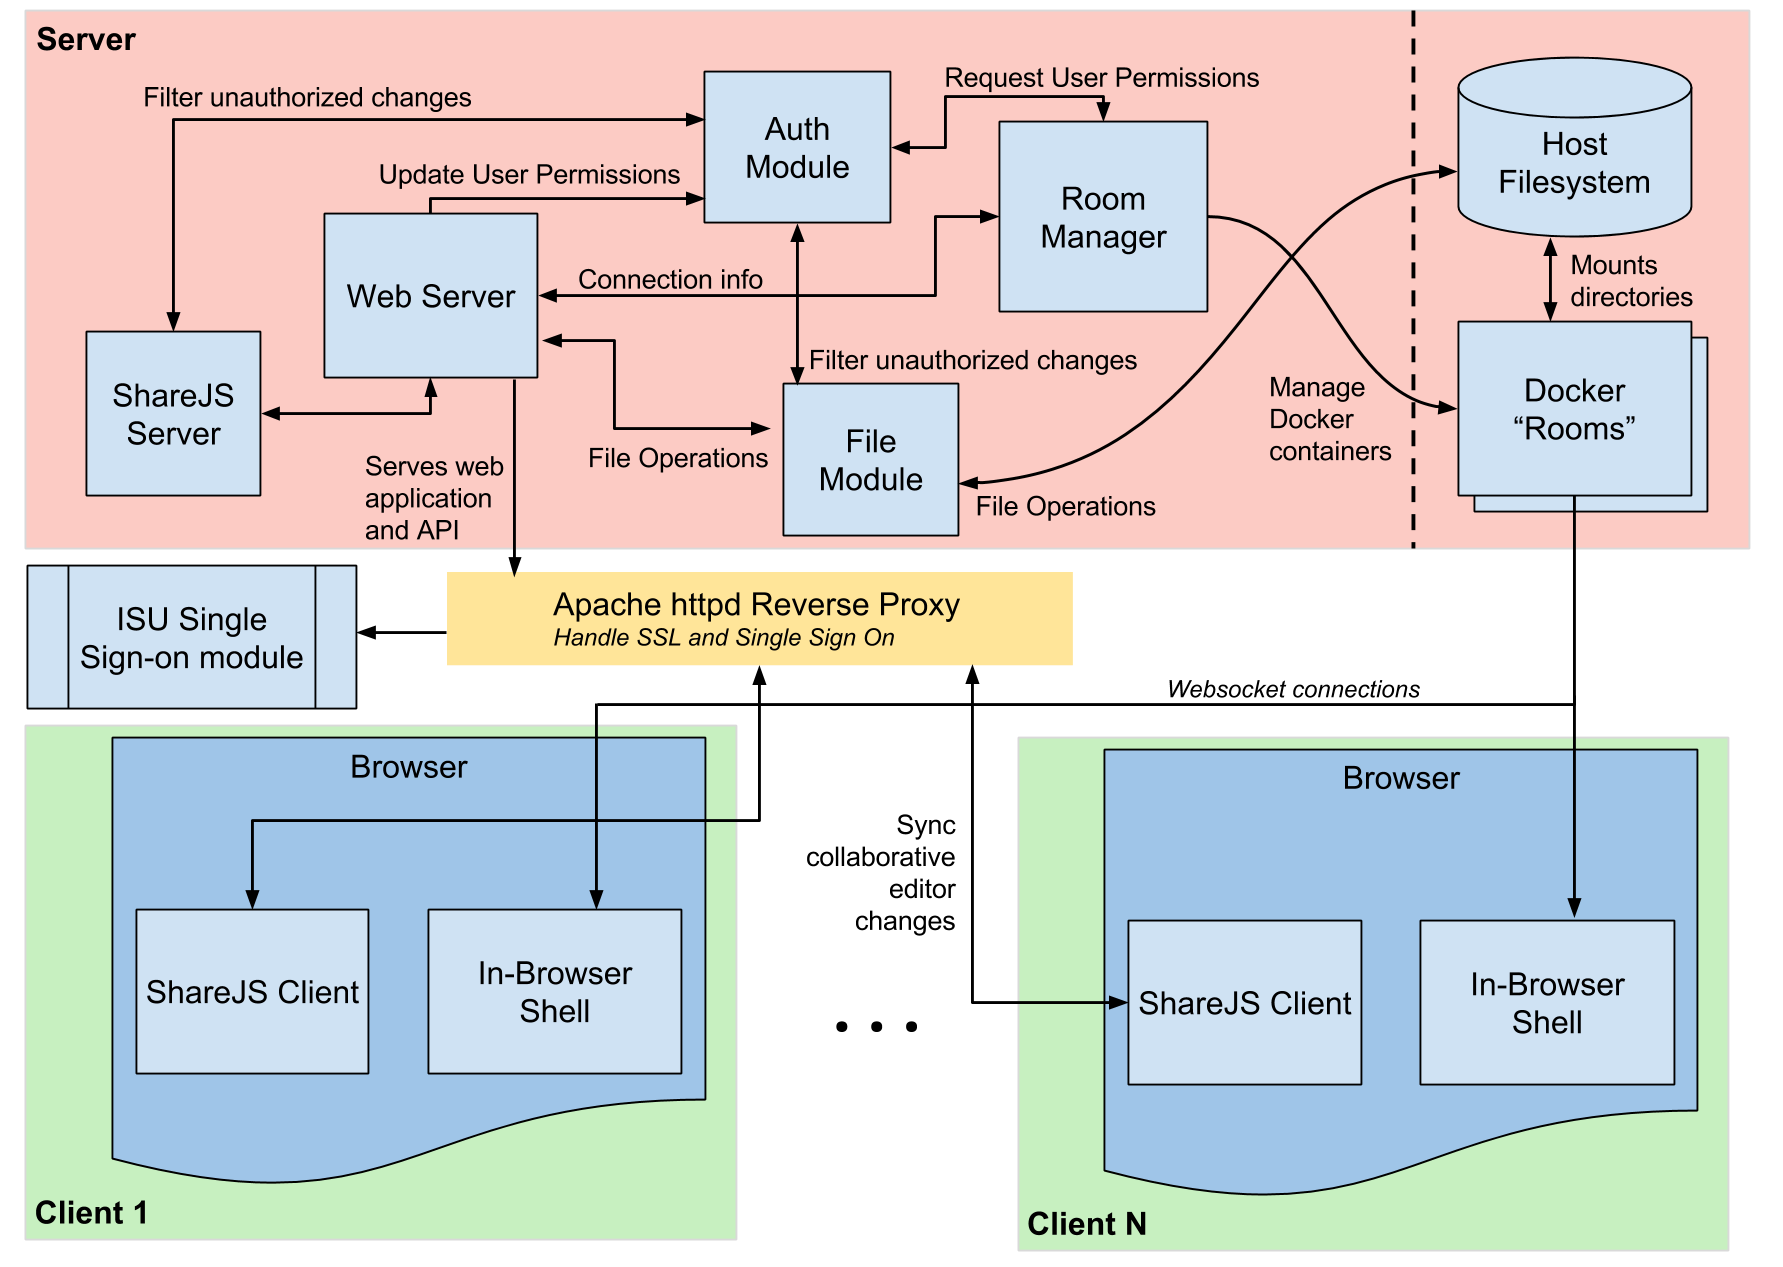 Server
Filter unauthorized changes
Auth
Module
Request User Permissions
Host
Filesystem
Update User Permissions
Room
Manager
Web Server
Connection info
Mounts
directories
ShareJS
Server
Filter unauthorized changes
Manage
Docker
containers
Docker
“Rooms”
File
Module
File Operations
File Operations
Serves web
application
and API
ISU Single
Sign-on module
Apache httpd Reverse Proxy
Handle SSL and Single Sign On
Websocket connections
Browser
Browser
Sync
collaborative
editor
changes
ShareJS Client
In-Browser
Shell
. . .
ShareJS Client
In-Browser
Shell
Client 1
Client N